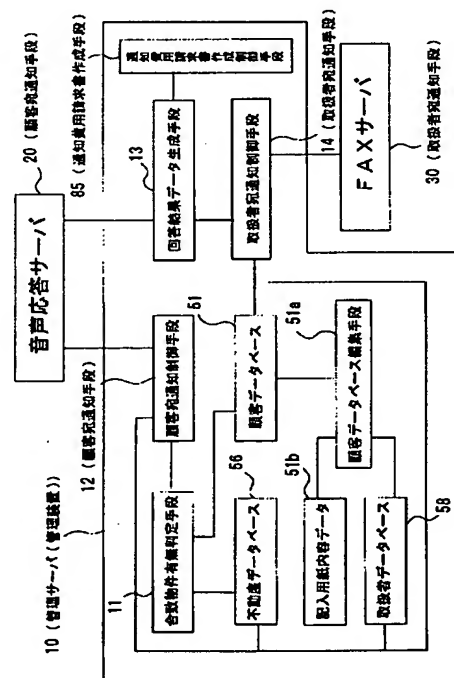 10（管理サーバ（管理装置））
12（顧客宛通知手段）
20（顧客宛通知手段）
85（通知費用請求書作成手段）
音声応答サーバ
通知費用請求書作成制御手段
13
回答結果データ生成手段
顧客宛通知制御手段
11
合致物件有無判定手段
取扱者宛通知制御手段
14（取扱者宛通知手段）
51
顧客データベース
56
不動産データベース
FAXサーバ
30（取扱者宛通知手段）
51a
顧客データベース編集手段
51b
記入用紙内容データ
取扱者データベース
58